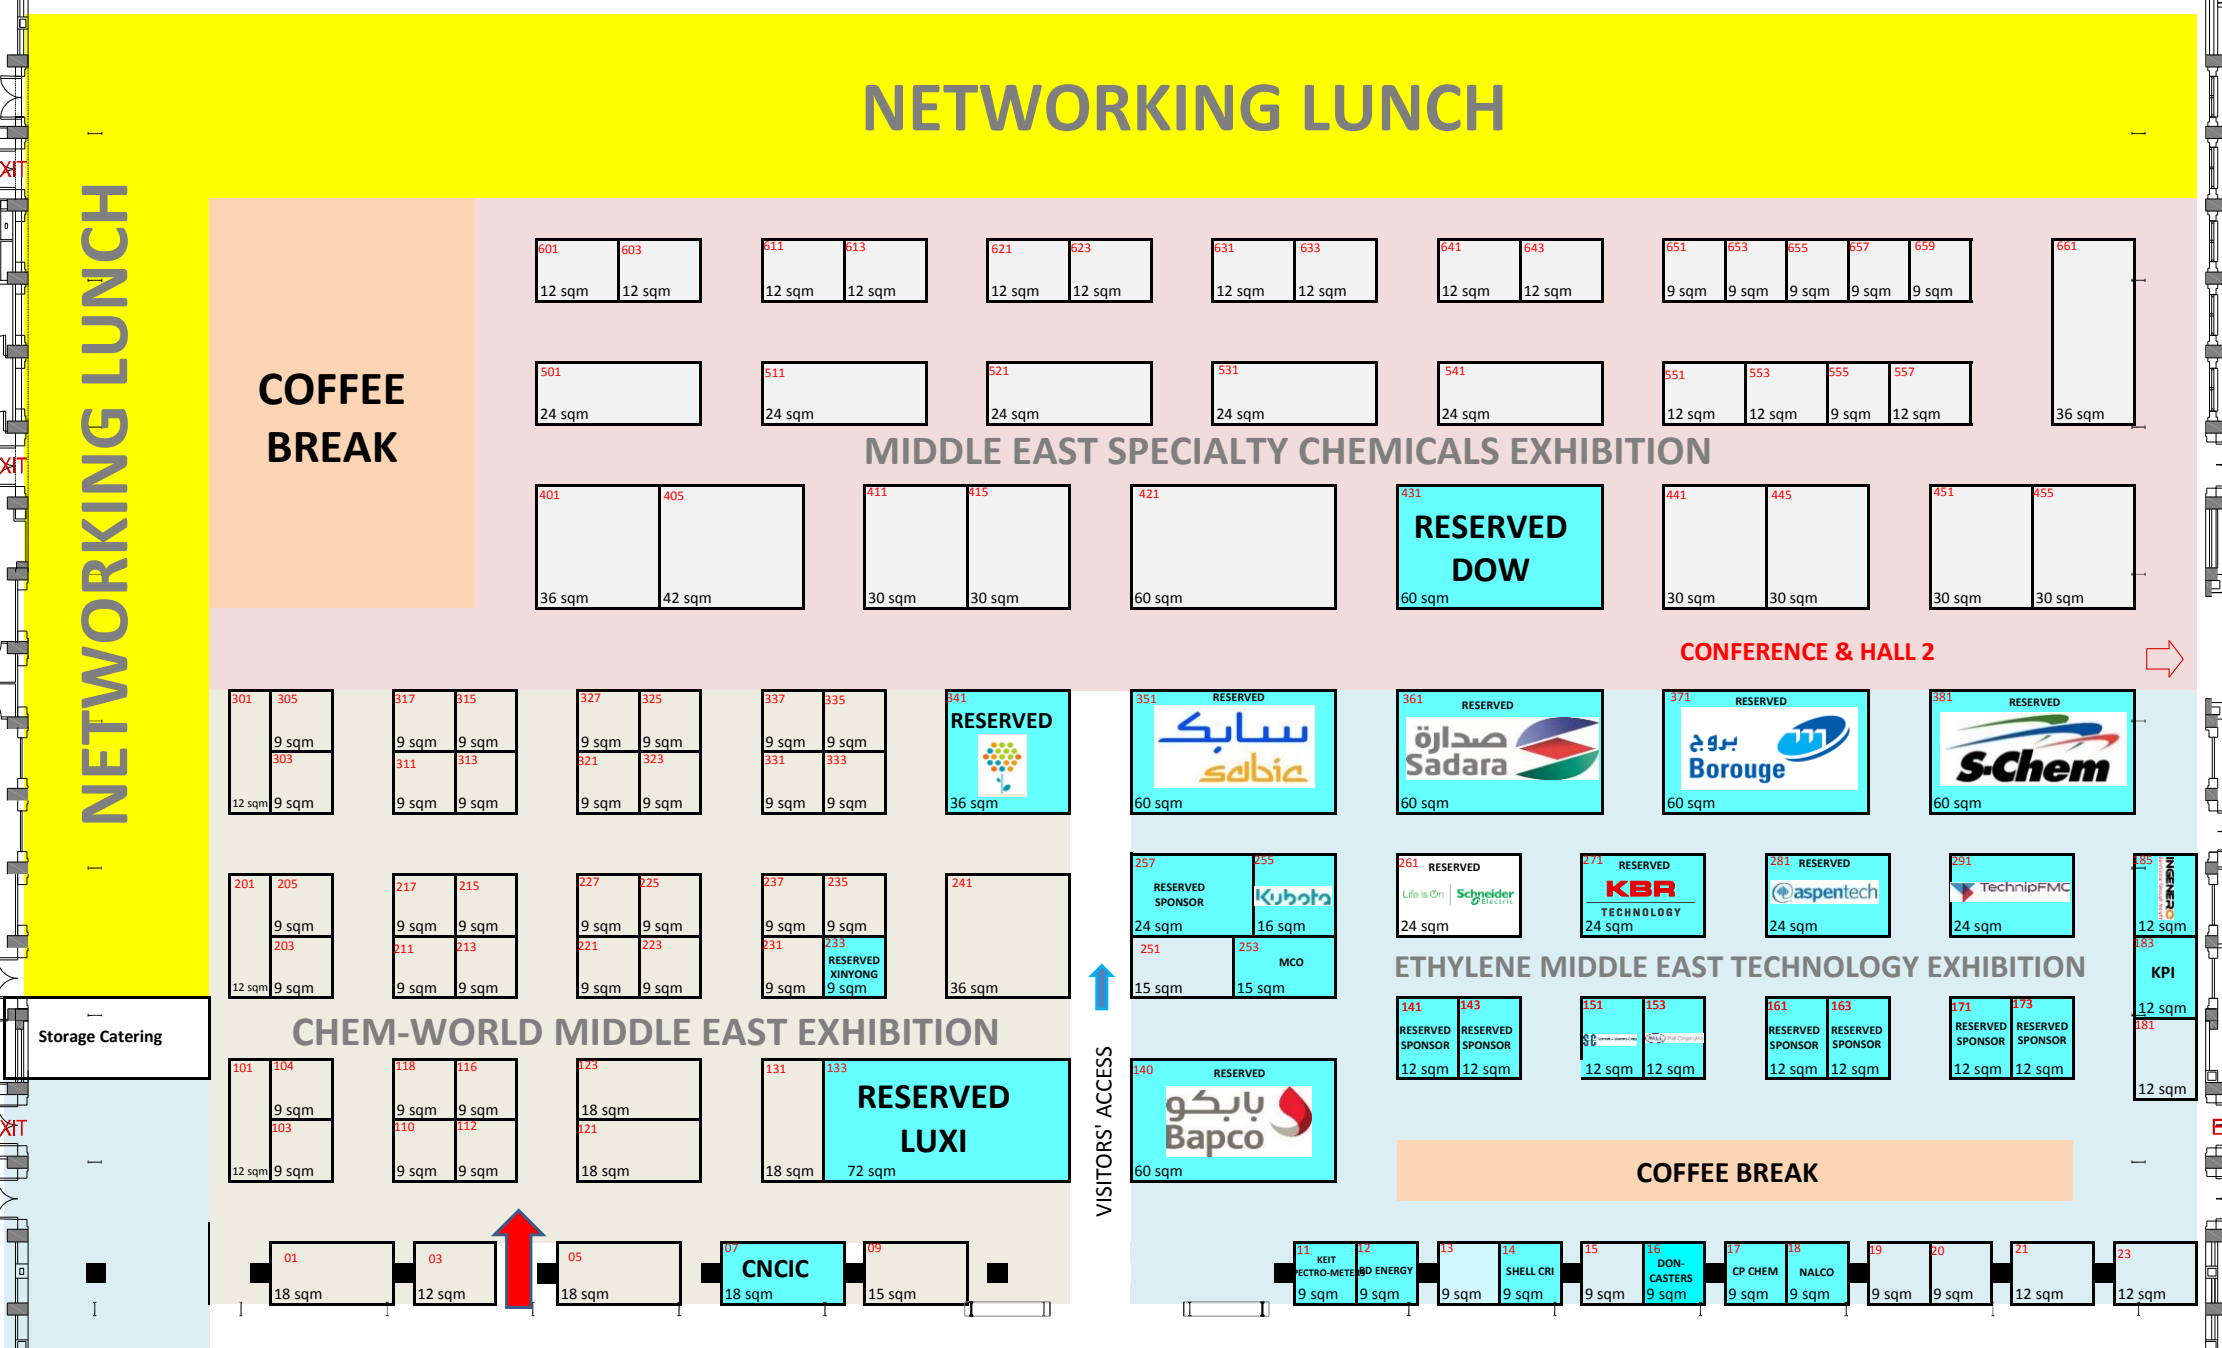 NETWORKING LUNCH
NETWORKING LUNCH
XIT
XIT
XIT
COFFEE
BREAK
601 603 611 613 621 623 631 633 641 643 651 653 655 657 659 661
12 sqm 12 sqm 12 sqm 12 sqm 12 sqm 12 sqm 12 sqm 12 sqm 12 sqm 12 sqm 9 sqm 9 sqm 9 sqm 9 sqm 9 sqm
501 511 521 531 541 551 553 555 557
24 sqm 24 sqm 24 sqm 24 sqm 24 sqm 12 sqm 12 sqm 9 sqm 12 sqm 36 sqm
MIDDLE EAST SPECIALTY CHEMICALS EXHIBITION
401 405 411 415 421 431 441 445 451 455
RESERVED
DOW
36 sqm 42 sqm 30 sqm 30 sqm 60 sqm 60 sqm 30 sqm 30 sqm 30 sqm 30 sqm
CONFERENCE & HALL 2
301 305 317 315 327 325 337 335 341 351 361 371 381
RESERVED RESERVED RESERVED RESERVED RESERVED
سابك
sabic
صدارة
Sadara
بروج
Borouge
S-Chem
9 sqm 9 sqm 9 sqm 9 sqm 9 sqm 9 sqm 9 sqm
303 311 313 321 323 331 333
12 sqm 9 sqm 9 sqm 9 sqm 9 sqm 9 sqm 9 sqm 9 sqm 36 sqm 60 sqm 60 sqm 60 sqm 60 sqm
257 255 261 271 281 291 185
RESERVED SPONSOR
Kubota
RESERVED
Life Is On Schneider Electric
RESERVED
KBR
TECHNOLOGY
RESERVED
aspentech
TechnipFMC
INGENERO
24 sqm 16 sqm 24 sqm 24 sqm 24 sqm 24 sqm 12 sqm
201 205 217 215 227 225 237 235 241
9 sqm 9 sqm 9 sqm 9 sqm 9 sqm 9 sqm 9 sqm
203 211 213 221 223 231 233 251 253 183
RESERVED
XINYONG
MCO
KPI
12 sqm 9 sqm 9 sqm 9 sqm 9 sqm 9 sqm 9 sqm 9 sqm 36 sqm 15 sqm 15 sqm 12 sqm
ETHYLENE MIDDLE EAST TECHNOLOGY EXHIBITION
Storage Catering
CHEM-WORLD MIDDLE EAST EXHIBITION
141 143 151 153 161 163 171 173 181
RESERVED RESERVED RESERVED RESERVED RESERVED RESERVED
SPONSOR SPONSOR SPONSOR SPONSOR SPONSOR SPONSOR
12 sqm 12 sqm 12 sqm 12 sqm 12 sqm 12 sqm 12 sqm 12 sqm 12 sqm
VISITORS' ACCESS
101 104 118 116 123 131 133 140
RESERVED
LUXI
RESERVED
بابكو
Bapco
9 sqm 9 sqm 9 sqm 18 sqm
103 110 112 121
12 sqm 9 sqm 9 sqm 9 sqm 18 sqm 18 sqm 72 sqm 60 sqm
COFFEE BREAK
01 03 05 07 09 11 12 13 14 15 16 17 18 19 20 21 23
CNCIC
KEIT
RD ENERGY
SHELL CRI
DON-
CASTERS
CP CHEM
NALCO
18 sqm 12 sqm 18 sqm 18 sqm 15 sqm 9 sqm 9 sqm 9 sqm 9 sqm 9 sqm 9 sqm 9 sqm 9 sqm 9 sqm 9 sqm 12 sqm 12 sqm